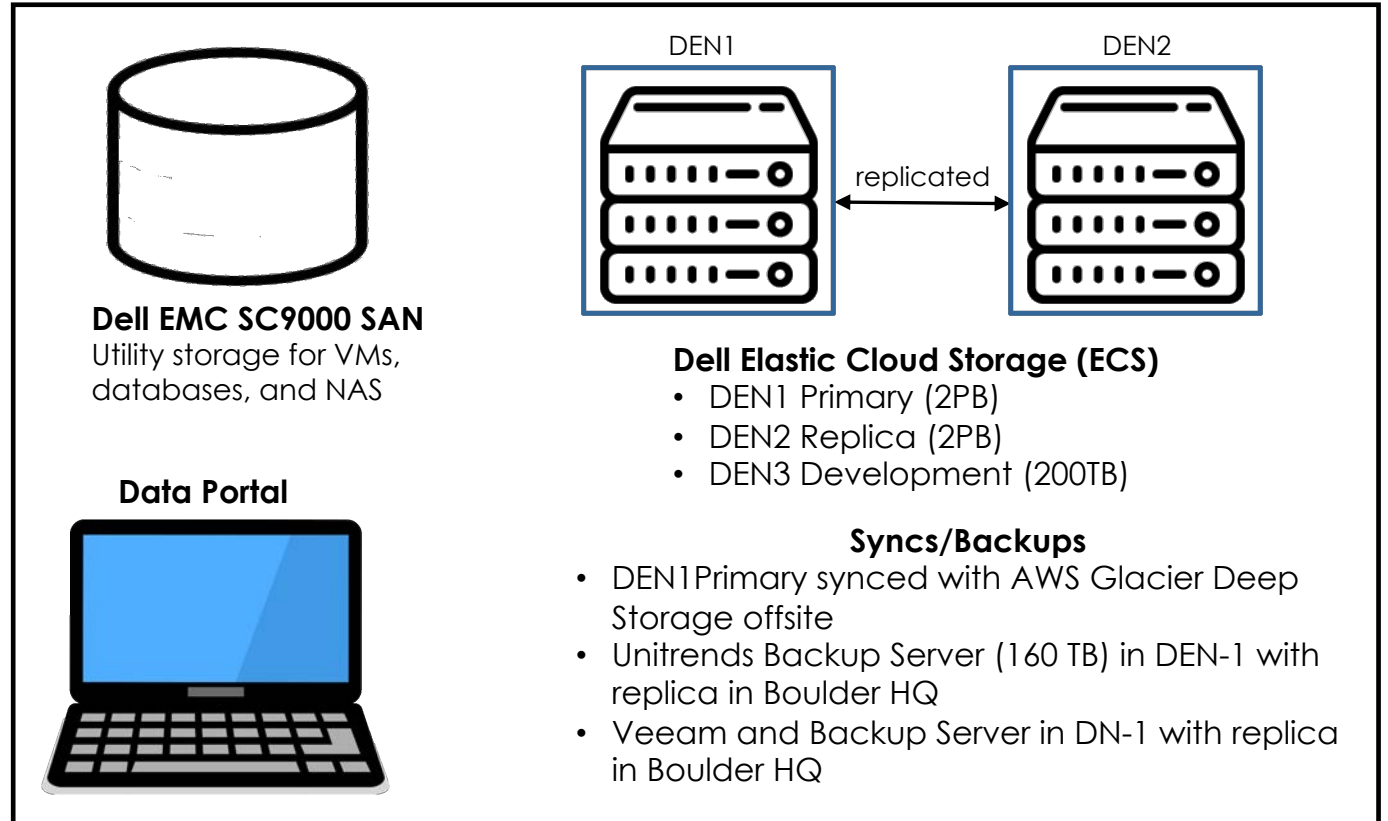 Dell EMC SC9000 SAN
Utility storage for VMs,
databases, and NAS
Data Portal
DEN1
DEN2
replicated
Dell Elastic Cloud Storage (ECS)
• DEN1 Primary (2PB)
• DEN2 Replica (2PB)
• DEN3 Development (200TB)
Syncs/Backups
• DEN1Primary synced with AWS Glacier Deep
Storage offsite
• Unitrends Backup Server (160 TB) in DEN-1 with
replica in Boulder HQ
• Veeam and Backup Server in DN-1 with replica
in Boulder HQ